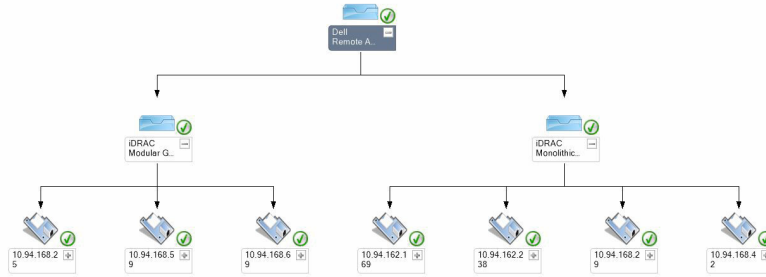 Dell
Remote A..
iDRAC
Modular G..
iDRAC
Monolithic..
10.94.168.2
5
10.94.168.5
9
10.94.168.6
9
10.94.162.1
69
10.94.162.2
38
10.94.168.2
9
10.94.168.4
2